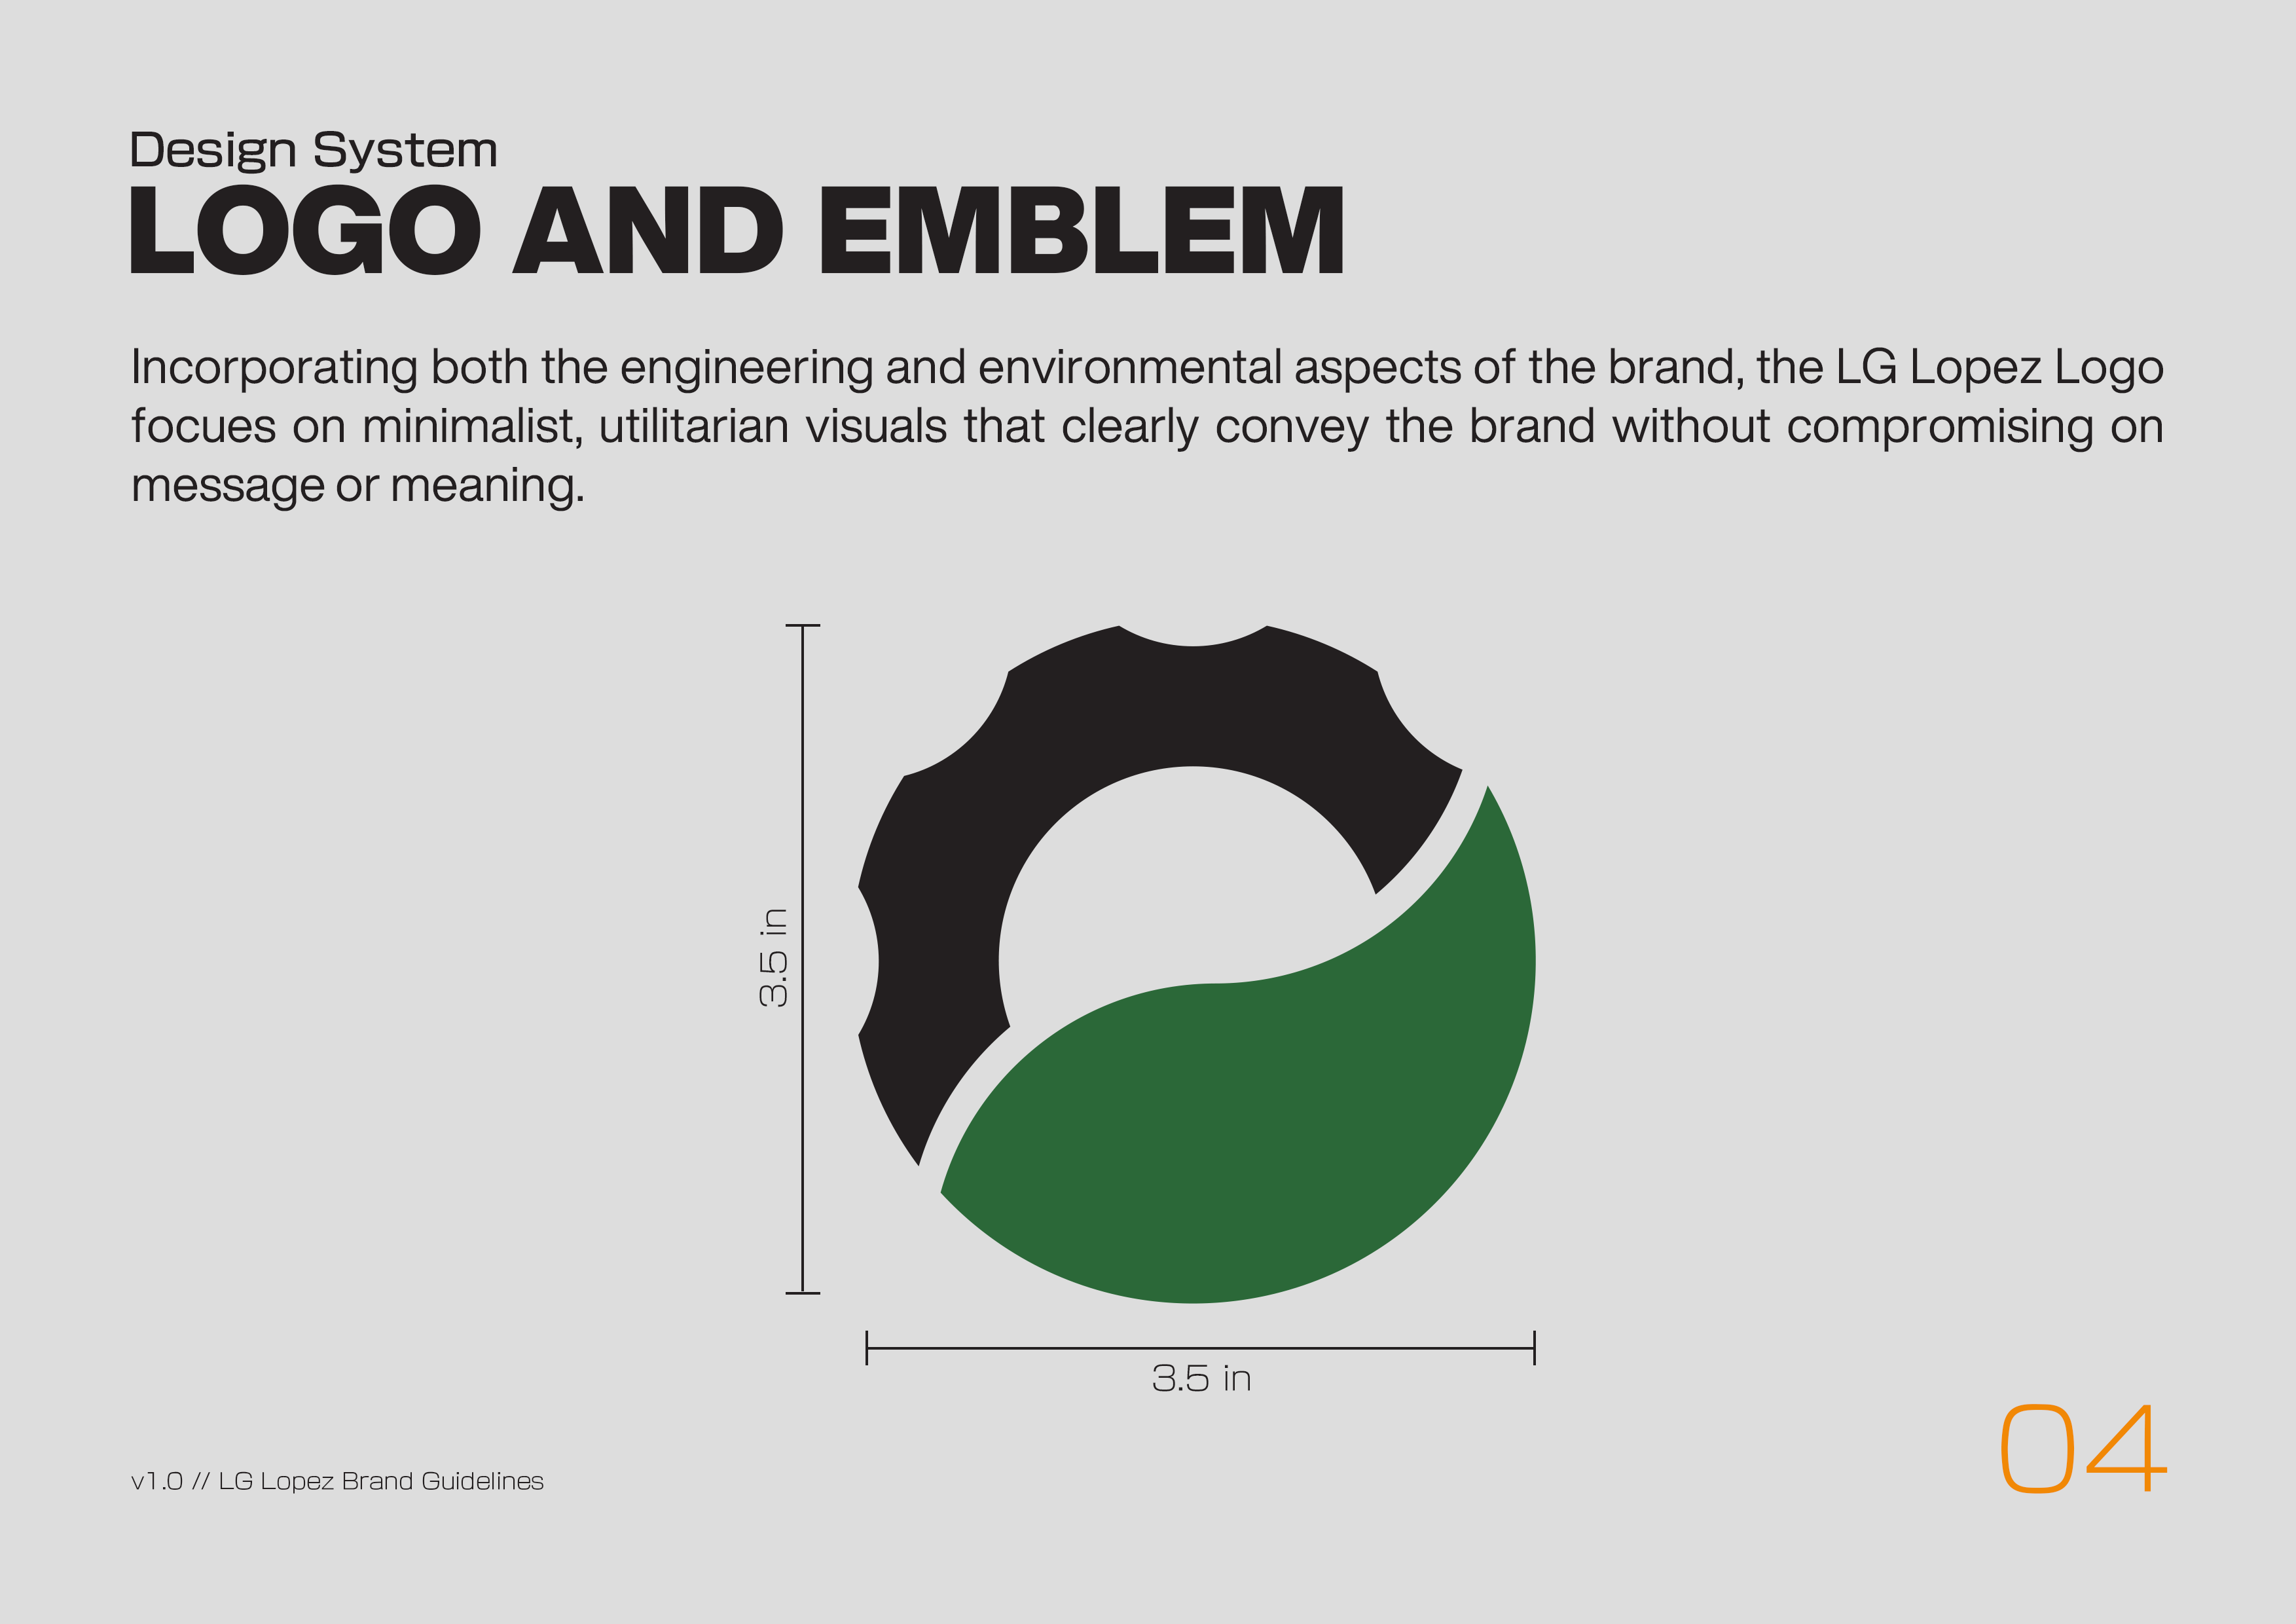 Design System
LOGO AND EMBLEM
Incorporating both the engineering and environmental aspects of the brand, the LG Lopez Logo
focues on minimalist, utilitarian visuals that clearly convey the brand without compromising on
message or meaning.
3.5 in
3.5 in
04
v1.0 // LG Lopez Brand Guidelines